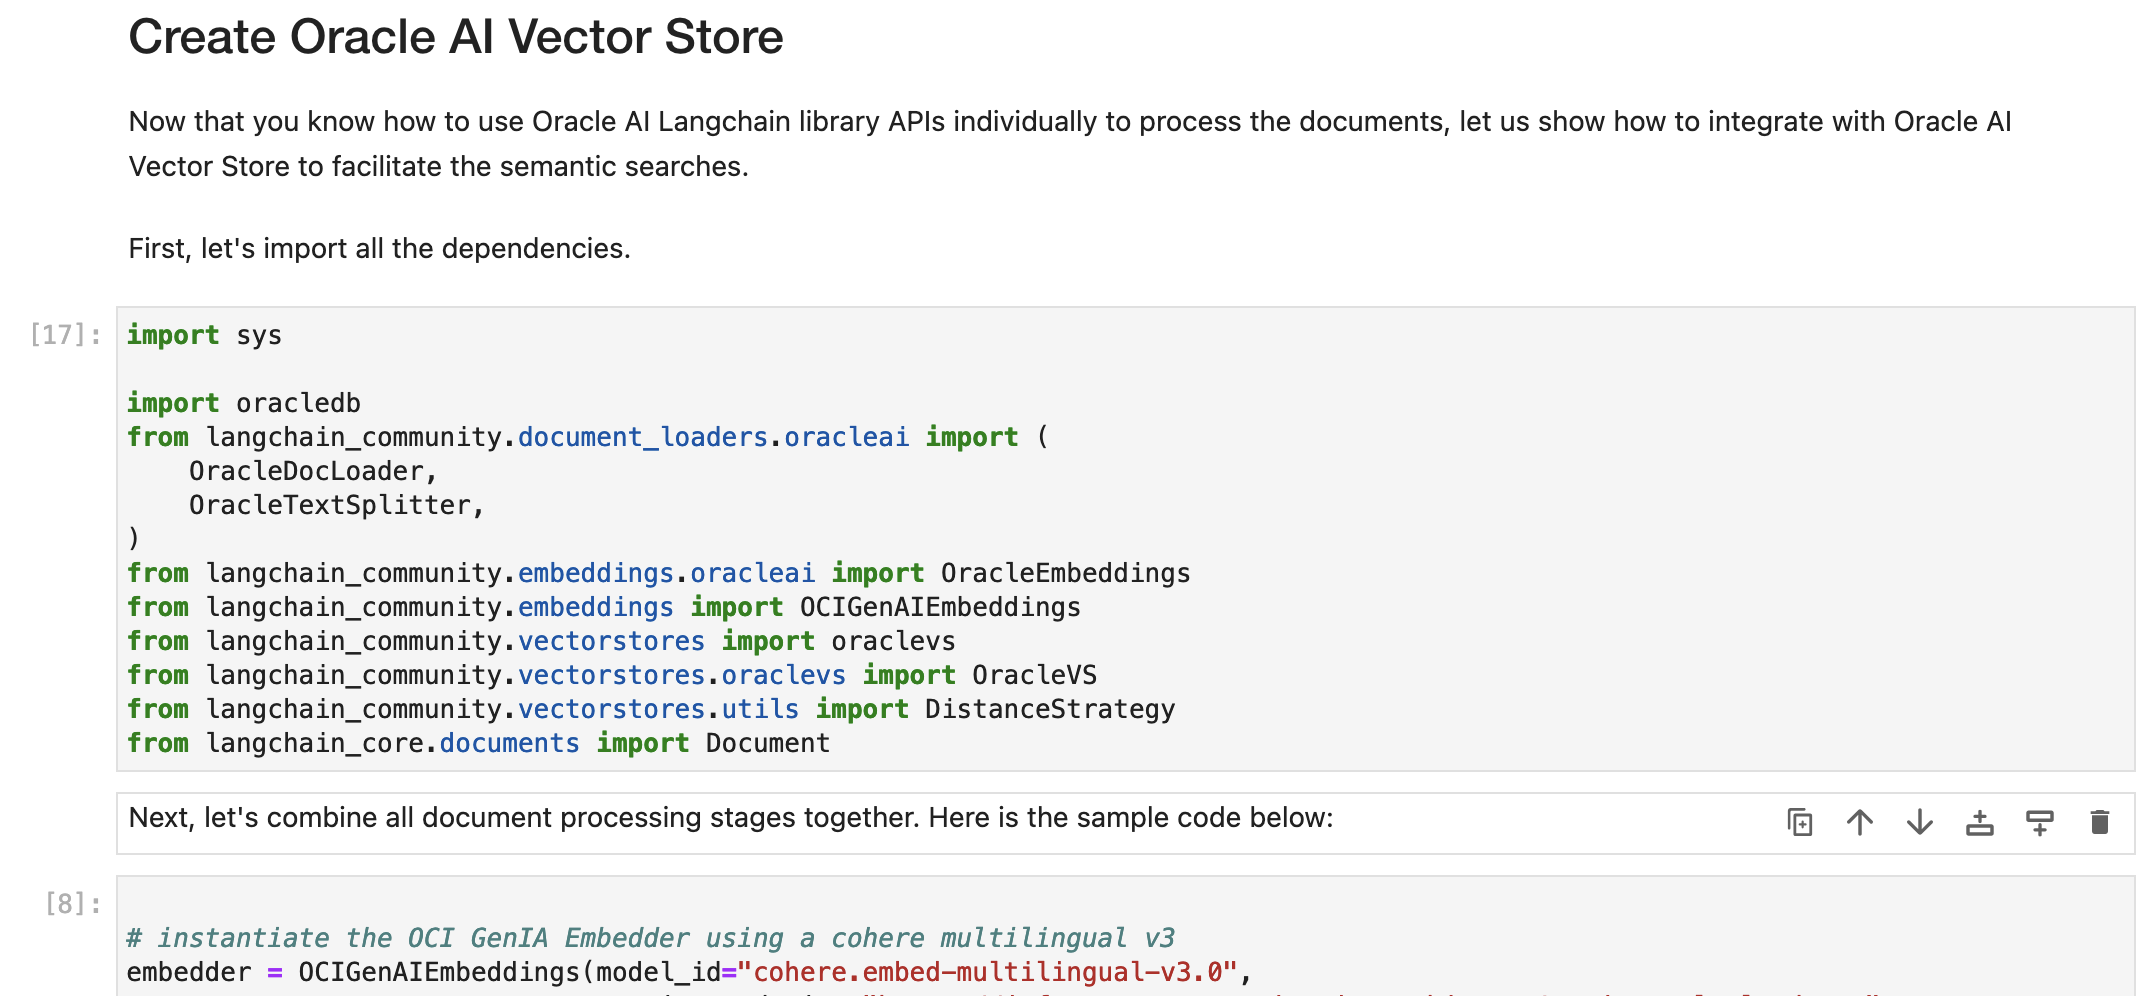 Create Oracle AI Vector Store
Now that you know how to use Oracle AI Langchain library APIs individually to process the documents, let us show how to integrate with Oracle AI
Vector Store to facilitate the semantic searches.
First, let's import all the dependencies.
[17]: import sys
import oracledb
from langchain_community.document_loaders.oracleai import (
    OracleDocLoader,
    OracleTextSplitter,
)
from langchain_community.embeddings.oracleai import OracleEmbeddings
from langchain_community.embeddings import OCIGenAIEmbeddings
from langchain_community.vectorstores import oraclevs
from langchain_community.vectorstores.oraclevs import OracleVS
from langchain_community.vectorstores.utils import DistanceStrategy
from langchain_core.documents import Document
Next, let's combine all document processing stages together. Here is the sample code below:
[8]:
# instantiate the OCI GenIA Embedder using a cohere multilingual v3
embedder = OCIGenAIEmbeddings(model_id="cohere.embed-multilingual-v3.0",